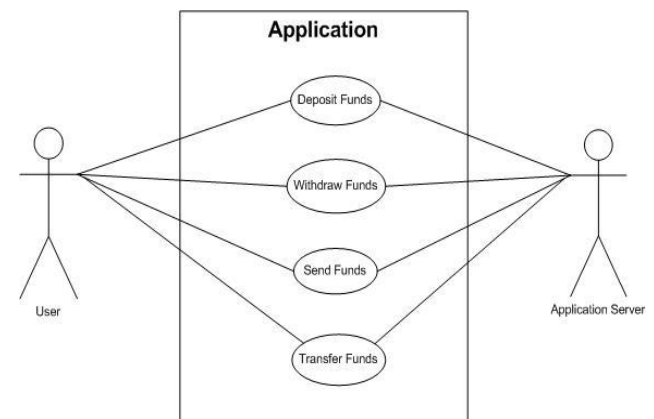 Application
Deposit Funds
Withdraw Funds
Send Funds
Transfer Funds
User
Application Server